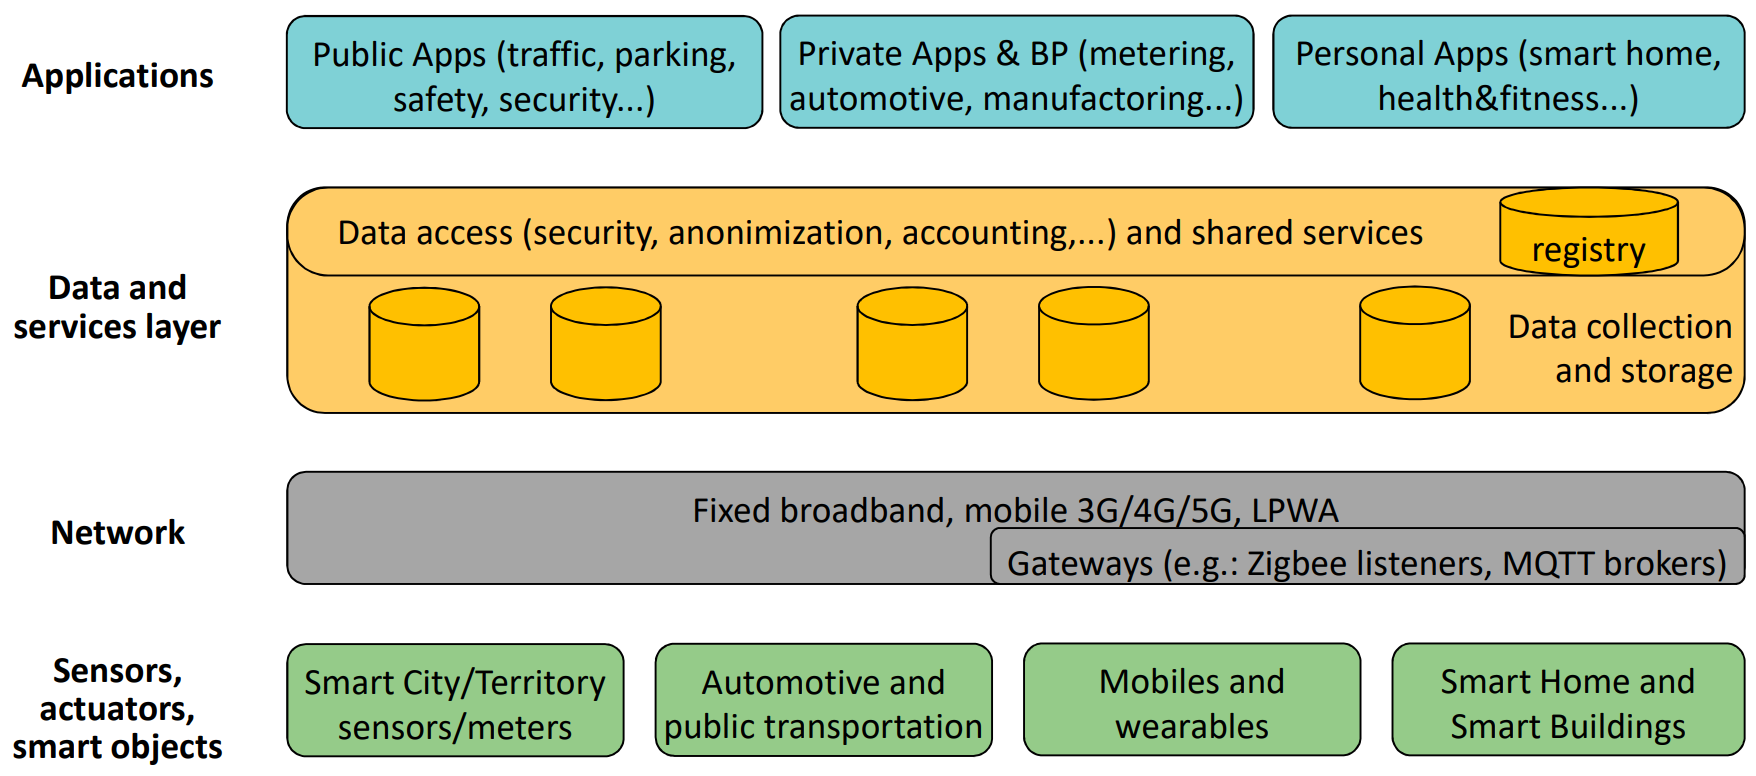 Applications
Public Apps (traffic, parking,
safety, security...)
Private Apps & BP (metering,
automotive, manufactoring...)
Personal Apps (smart home,
health&fitness...)
Data and
services layer
Data access (security, anonimization, accounting,...) and shared services
registry
Data collection
and storage
Network
Fixed broadband, mobile 3G/4G/5G, LPWA
Gateways (e.g.: Zigbee listeners, MQTT brokers)
Sensors,
actuators,
smart objects
Smart City/Territory
sensors/meters
Automotive and
public transportation
Mobiles and
wearables
Smart Home and
Smart Buildings